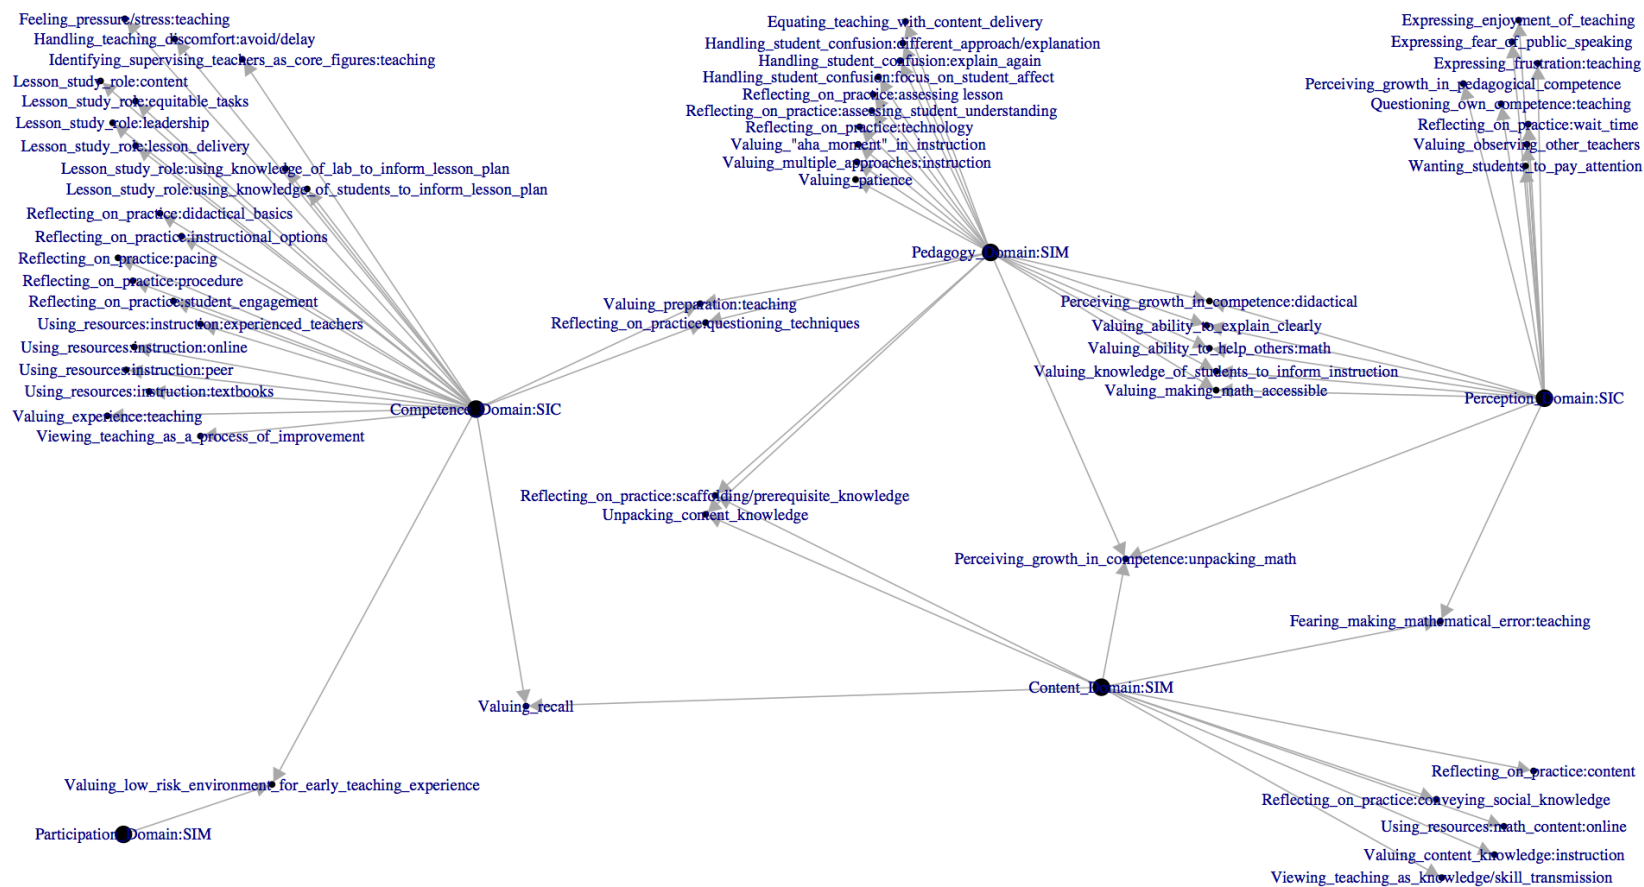 Feeling_pressure/stress:teaching
Handling_teaching_discomfort:avoid/delay
Identifying_supervising_teachers_as_core_figures:teaching
Lesson_study_role:content
Lesson_study_role:equitable_tasks
Lesson_study_role:leadership
Lesson_study_role:lesson_delivery
Lesson_study_role:using_knowledge_of_lab_to_inform_lesson_plan
Lesson_study_role:using_knowledge_of_students_to_inform_lesson_plan
Reflecting_on_practice:didactical_basics
Reflecting_on_practice:instructional_options
Reflecting_on_practice:pacing
Reflecting_on_practice:procedure
Reflecting_on_practice:student_engagement
Using_resources:instruction:experienced_teachers
Using_resources:instruction:online
Using_resources:instruction:peer
Using_resources:instruction:textbooks
Valuing_experience:teaching
Viewing_teaching_as_a_process_of_improvement
Competence_Domain:SIC
Equating_teaching_with_content_delivery
Handling_student_confusion:different_approach/explanation
Handling_student_confusion:explain_again
Handling_student_confusion:focus_on_student_affect
Reflecting_on_practice:assessing lesson
Reflecting_on_practice:assessing_student_understanding
Reflecting_on_practice:technology
Valuing_"aha_moment"_in_instruction
Valuing_multiple_approaches:instruction
Valuing_patience
Pedagogy_Domain:SIM
Expressing_enjoyment_of_teaching
Expressing_fear_of_public_speaking
Expressing_frustration:teaching
Perceiving_growth_in_pedagogical_competence
Questioning_own_competence:teaching
Reflecting_on_practice:wait_time
Valuing_observing_other_teachers
Wanting_students_to_pay_attention
Valuing_preparation:teaching
Reflecting_on_practice:questioning_techniques
Perceiving_growth_in_competence:didactical
Valuing_ability_to_explain_clearly
Valuing_ability_to_help_others:math
Valuing_knowledge_of_students_to_inform_instruction
Valuing_making_math_accessible
Perception_Domain:SIC
Reflecting_on_practice:scaffolding/prerequisite_knowledge
Unpacking_content_knowledge
Perceiving_growth_in_competence:unpacking_math
Fearing_making_mathematical_error:teaching
Content_Domain:SIM
Valuing_recall
Valuing_low_risk_environment_for_early_teaching_experience
Participation_Domain:SIM
Reflecting_on_practice:content
Reflecting_on_practice:conveying_social_knowledge
Using_resources:math_content:online
Valuing_content_knowledge:instruction
Viewing_teaching_as_knowledge/skill_transmission